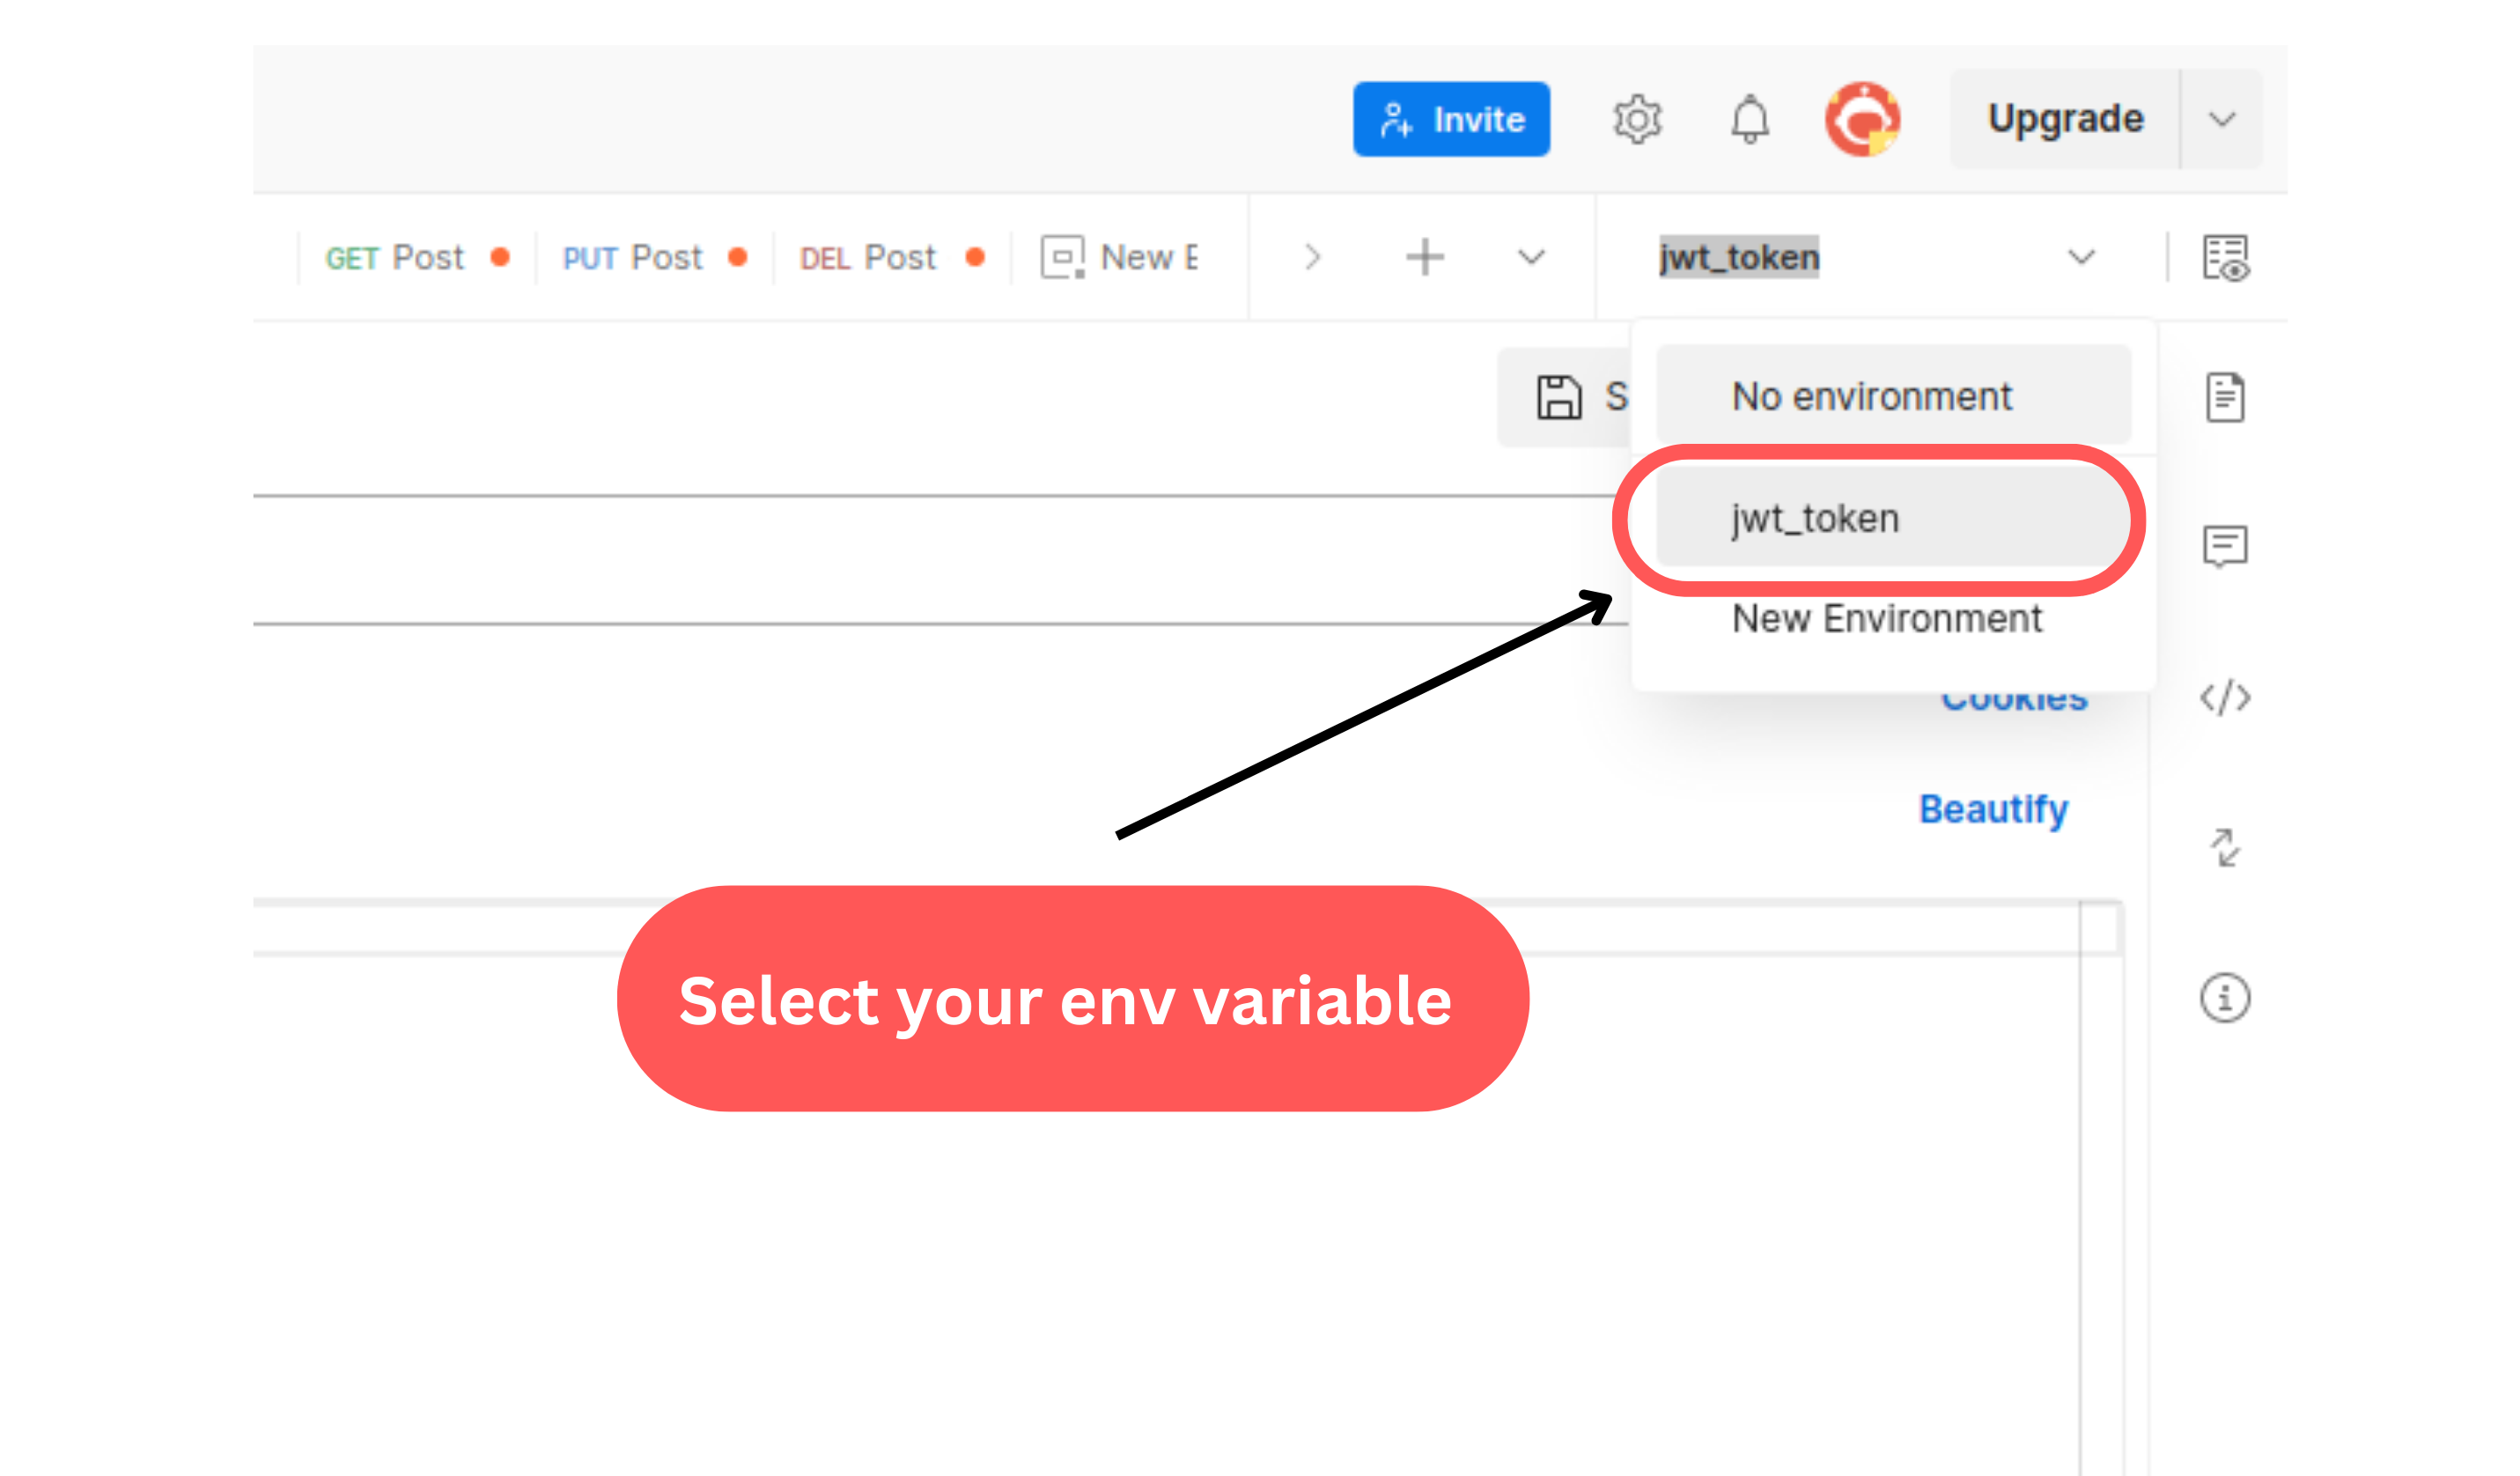 Invite
Upgrade
GET Post
PUT Post
DEL Post
New E
jwt_token
S
No environment
jwt_token
New Environment
Cookies
Beautify
Select your env variable